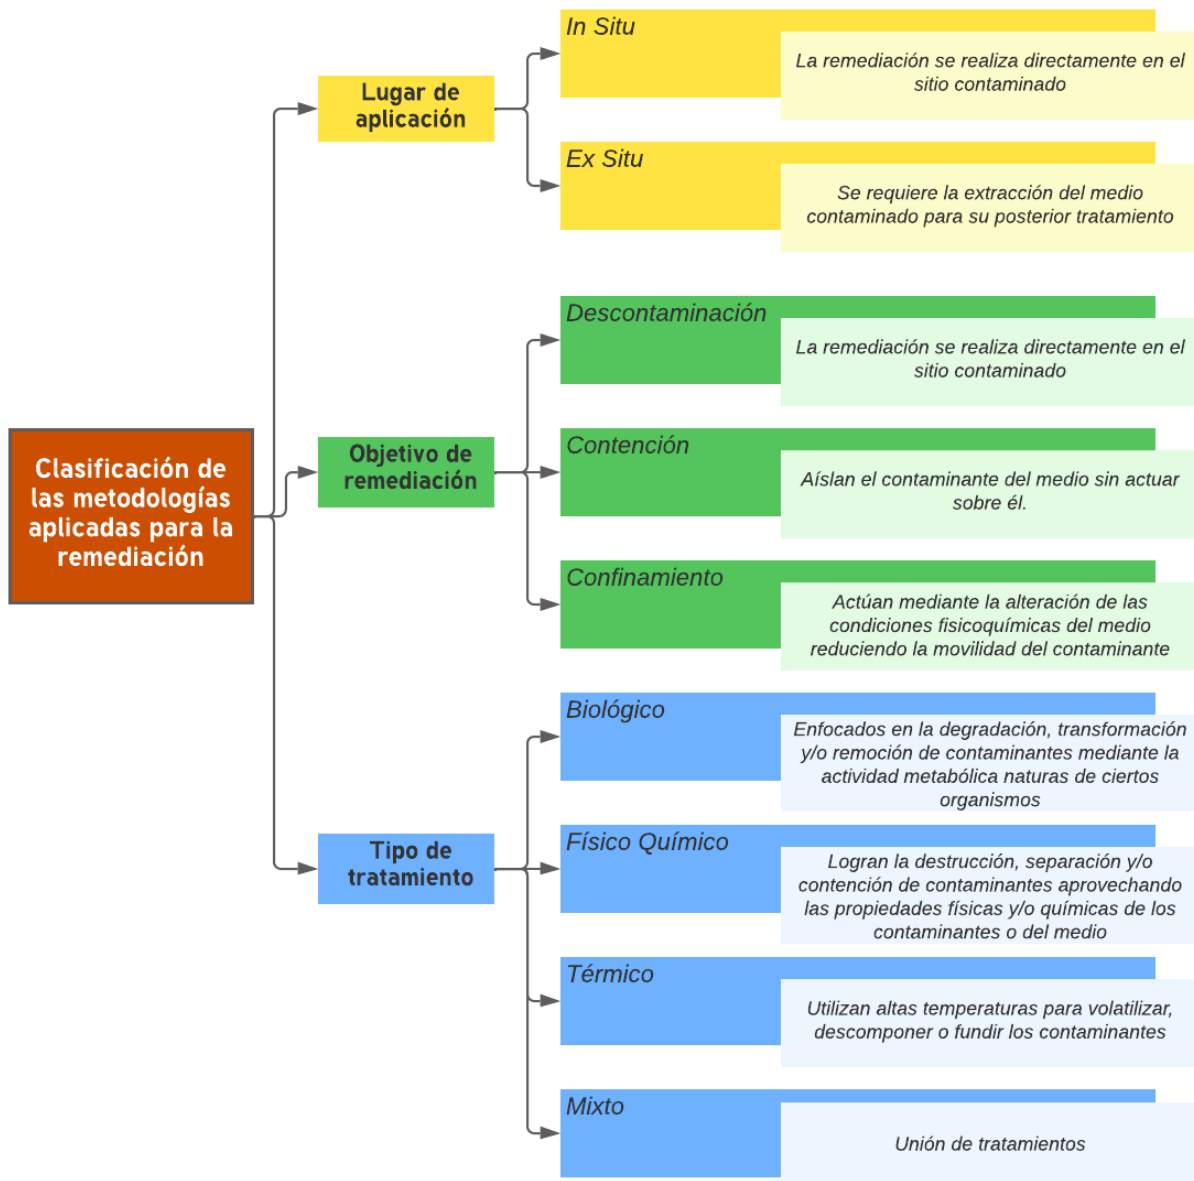 Clasificación de
las metodologías
aplicadas para la
remediación
Lugar de
aplicación
In Situ
La remediación se realiza directamente en el
sitio contaminado
Ex Situ
Se requiere la extracción del medio
contaminado para su posterior tratamiento
Objetivo de
remediación
Descontaminación
La remediación se realiza directamente en el
sitio contaminado
Contención
Aíslan el contaminante del medio sin actuar
sobre él.
Confinamiento
Actúan mediante la alteración de las
condiciones fisicoquímicas del medio
reduciendo la movilidad del contaminante
Tipo de
tratamiento
Biológico
Enfocados en la degradación, transformación
y/o remoción de contaminantes mediante la
actividad metabólica naturas de ciertos
organismos
Físico Químico
Logran la destrucción, separación y/o
contención de contaminantes aprovechando
las propiedades físicas y/o químicas de los
contaminantes o del medio
Térmico
Utilizan altas temperaturas para volatilizar,
descomponer o fundir los contaminantes
Mixto
Unión de tratamientos